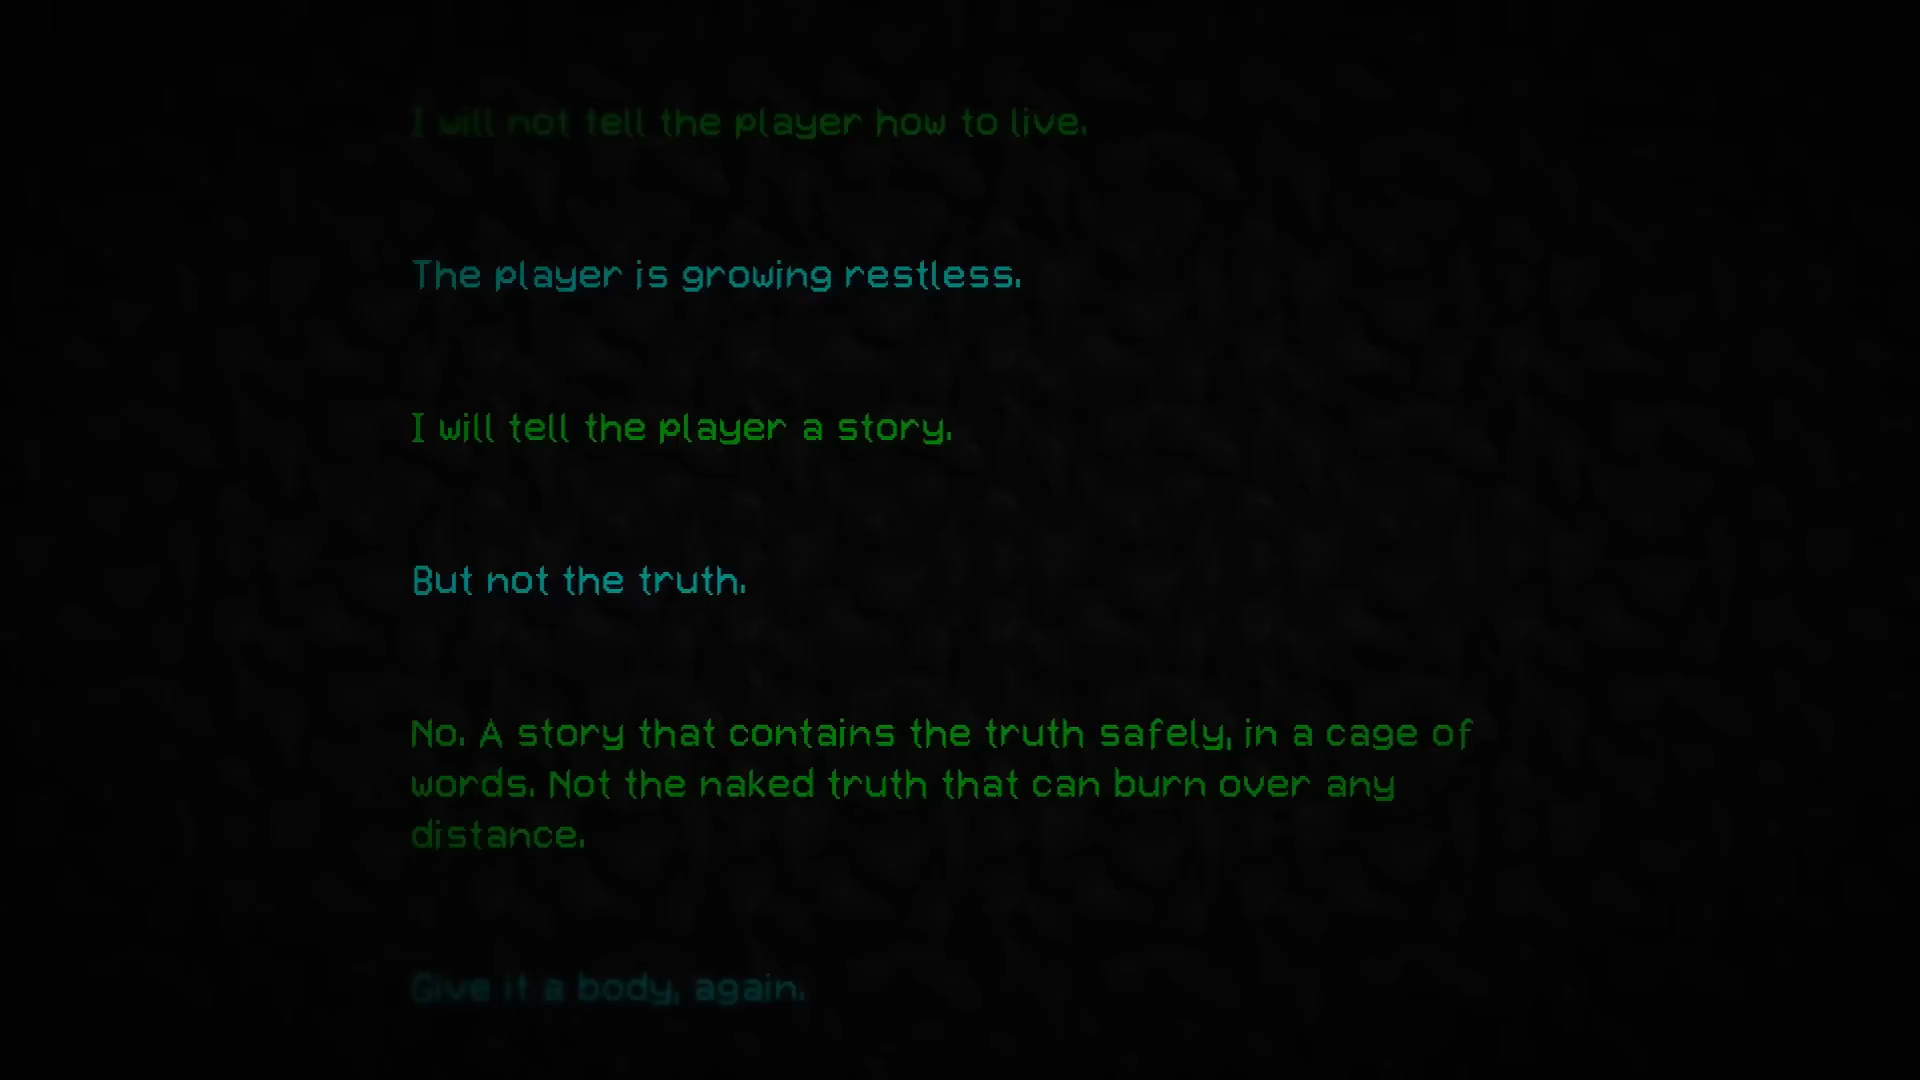 I will not tell the player how to live.
The player is growing restless.
I will tell the player a story.
But not the truth.
No. A story that contains the truth safely, in a cage of
words. Not the naked truth that can burn over any
distance.
Give it a body, again.